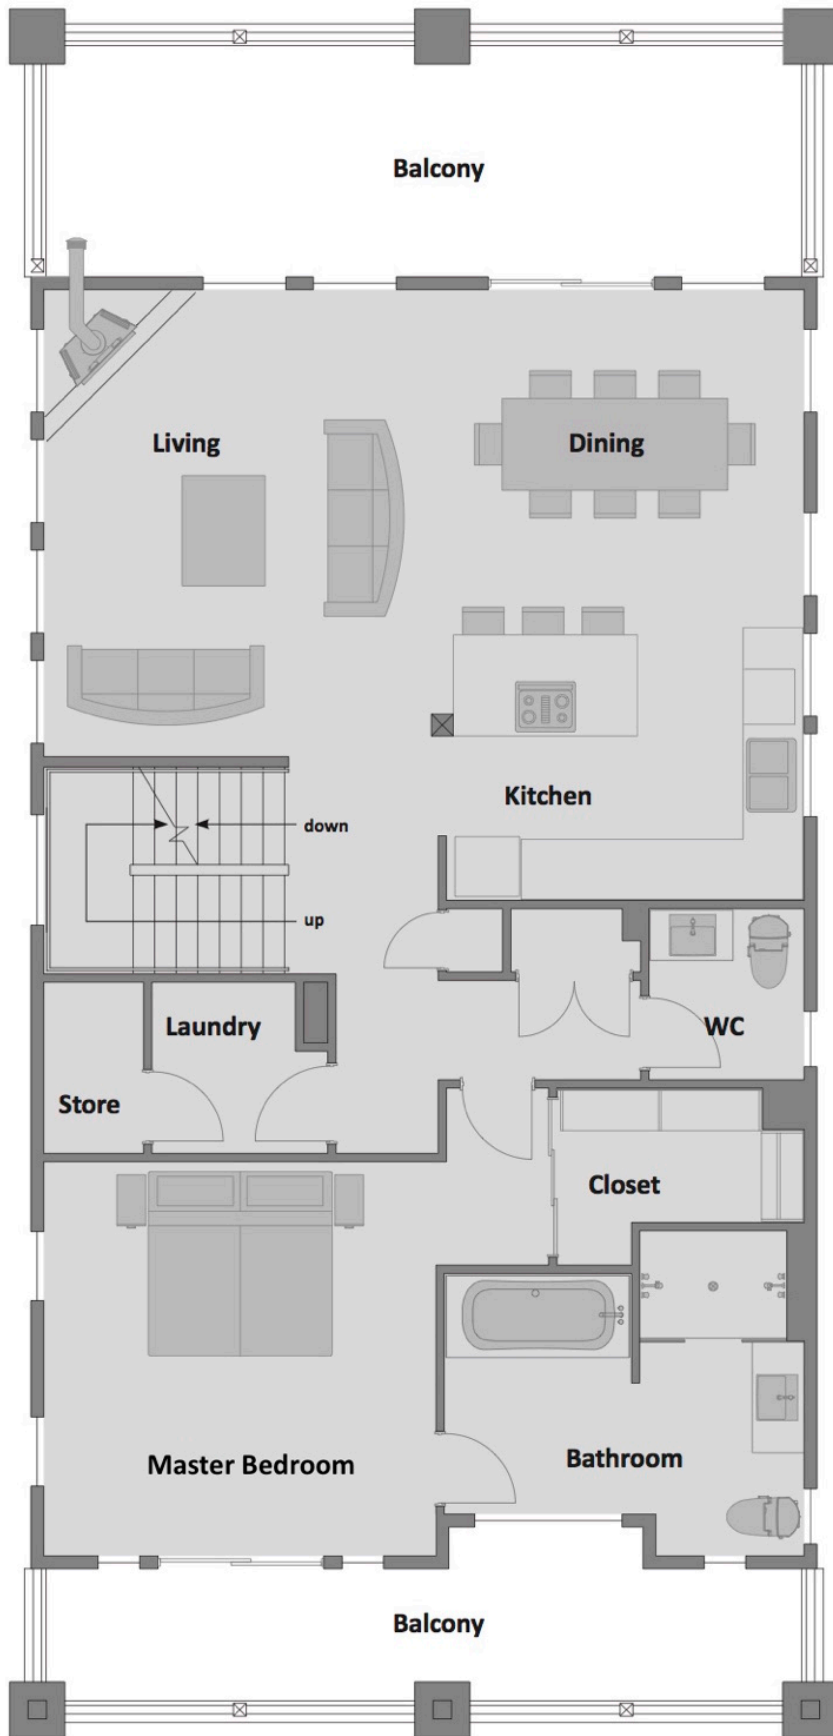 Balcony
Living
Dining
Kitchen
down
up
Laundry
WC
Store
Closet
Master Bedroom
Bathroom
Balcony